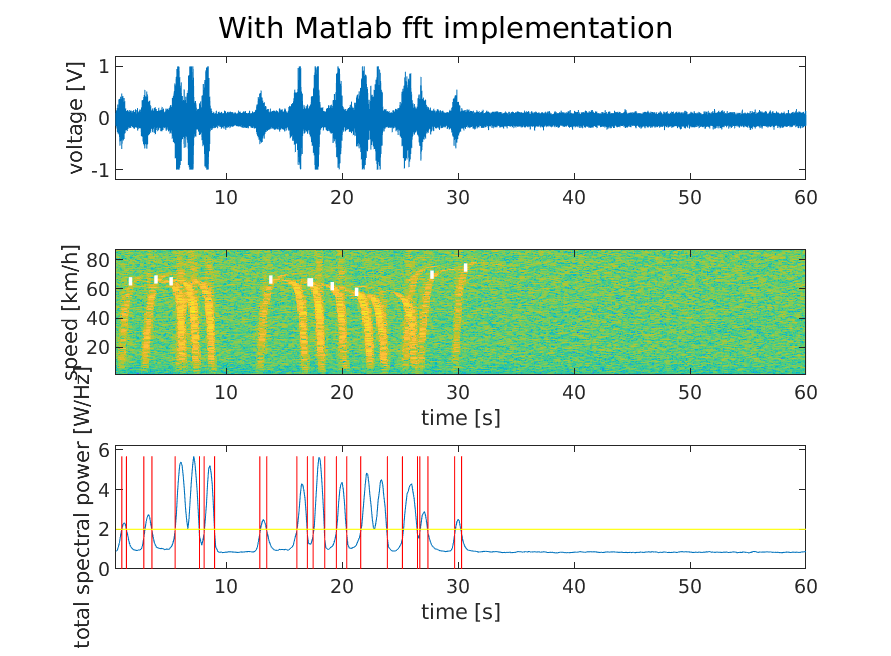 With Matlab fft implementation
voltage [V]
1
0
-1
10 20 30 40 50 60
speed [km/h]
80
60
40
20
10 20 30 40 50 60
time [s]
total spectral power [W/Hz]
6
4
2
0
10 20 30 40 50 60
time [s]